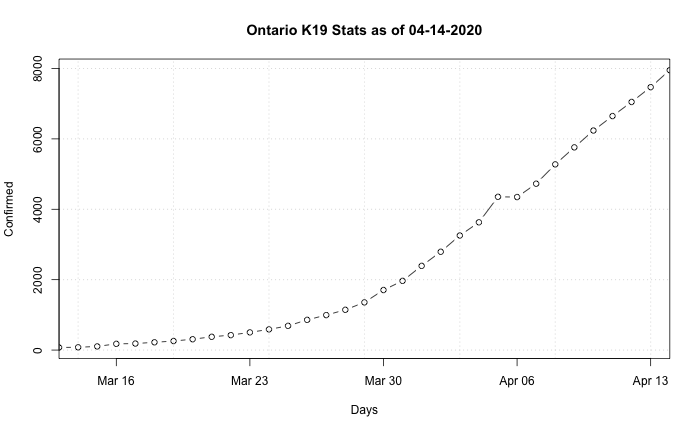 Ontario K19 Stats as of 04-14-2020
8000
6000
4000
2000
0
Confirmed
Mar 16 Mar 23 Mar 30 Apr 06 Apr 13
Days